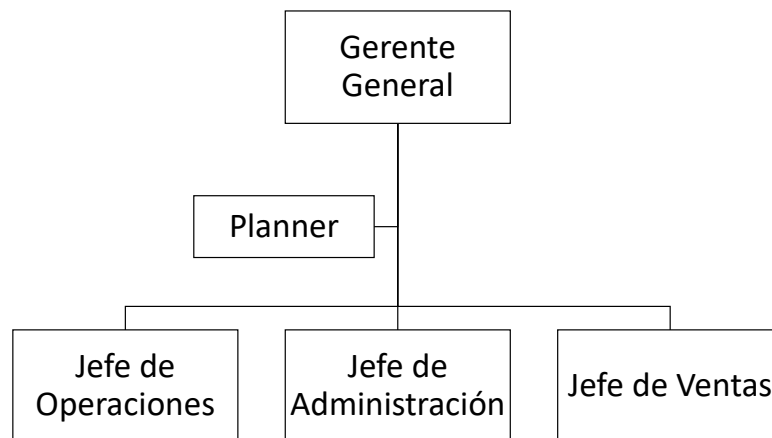 Gerente
General
Planner
Jefe de
Operaciones
Jefe de
Administración
Jefe de Ventas